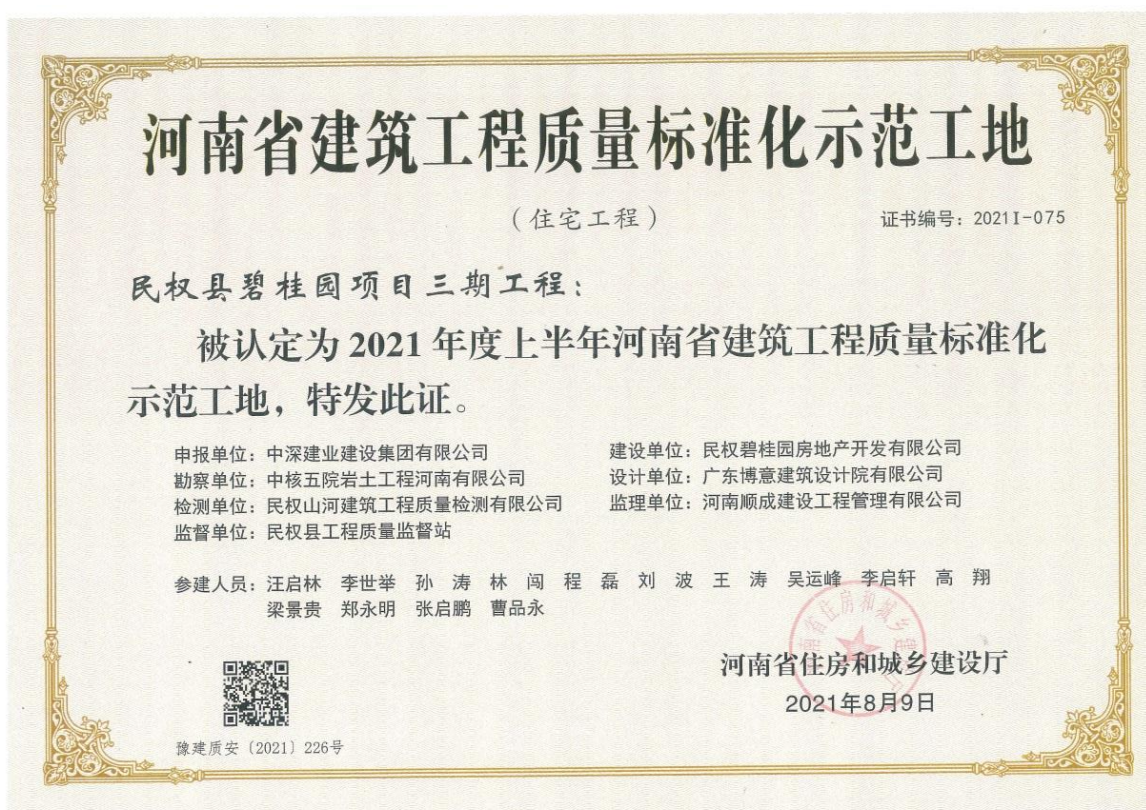 河南省建筑工程质量标准化示范工地
（住宅工程）
证书编号：2021I-075
民权县碧桂园项目三期工程：
被认定为 2021 年度上半年河南省建筑工程质量标准化
示范工地，特发此证。
申报单位：中深建业建设集团有限公司 建设单位：民权碧桂园房地产开发有限公司
勘察单位：中核五院岩土工程河南有限公司 设计单位：广东博意建筑设计院有限公司
检测单位：民权山河建筑工程质量检测有限公司 监理单位：河南顺成建设工程管理有限公司
监督单位：民权县工程质量监督站
参建人员：汪启林 李世举 孙 涛 林 闯 程 磊 刘 波 王 涛 吴运峰 李启轩 高 翔
梁景贵 郑永明 张启鹏 曹品永
河南省住房和城乡建设厅
2021年8月9日
豫建质安〔2021〕226号